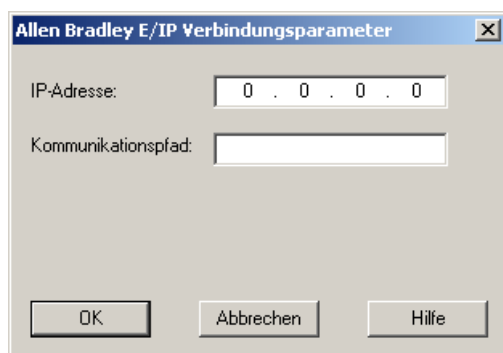 Allen Bradley E/IP Verbindungsparameter
IP-Adresse: 0 . 0 . 0 . 0
Kommunikationspfad:
OK Abbrechen Hilfe